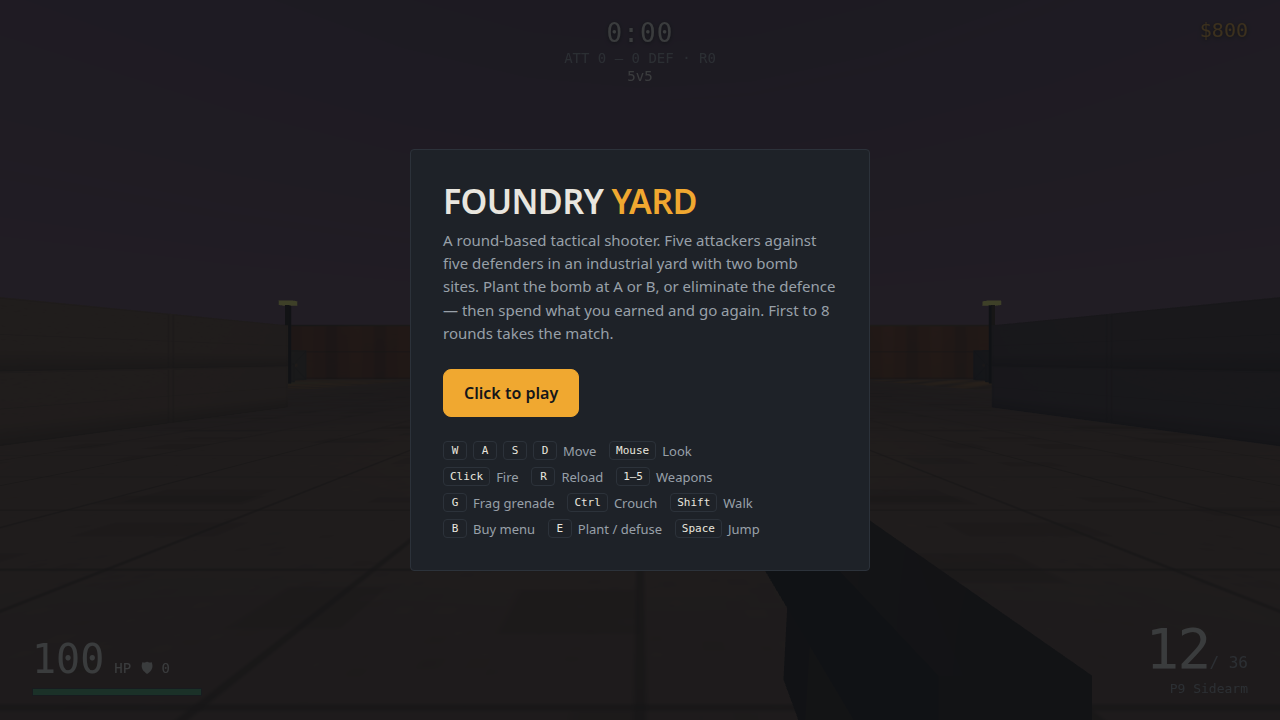 0:00
ATT 0 — 0 DEF · R0
5v5
$800
FOUNDRY YARD
A round-based tactical shooter. Five attackers against
five defenders in an industrial yard with two bomb
sites. Plant the bomb at A or B, or eliminate the defence
— then spend what you earned and go again. First to 8
rounds takes the match.
Click to play
W A S D Move Mouse Look
Click Fire R Reload 1–5 Weapons
G Frag grenade Ctrl Crouch Shift Walk
B Buy menu E Plant / defuse Space Jump
100 HP 0
12 / 36
P9 Sidearm